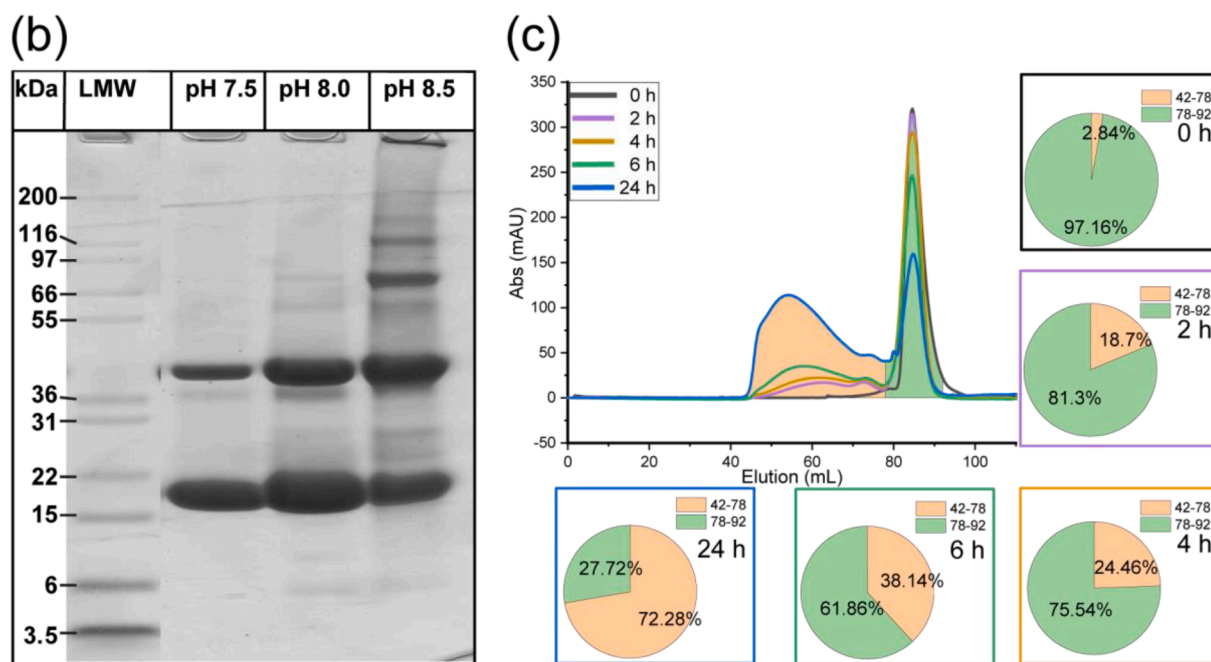 (b)
kDa LMW pH 7.5 pH 8.0 pH 8.5
200
116
97
66
55
36
31
22
15
6
3.5
(c)
350
300
250
200
150
100
50
0
-50
Abs (mAU)
0 h
2 h
4 h
6 h
24 h
0 20 40 60 80 100
Elution (mL)
42-78
78-92
0 h
2.84%
97.16%
42-78
78-92
2 h
18.7%
81.3%
42-78
78-92
24 h
27.72%
72.28%
42-78
78-92
6 h
38.14%
61.86%
42-78
78-92
4 h
24.46%
75.54%